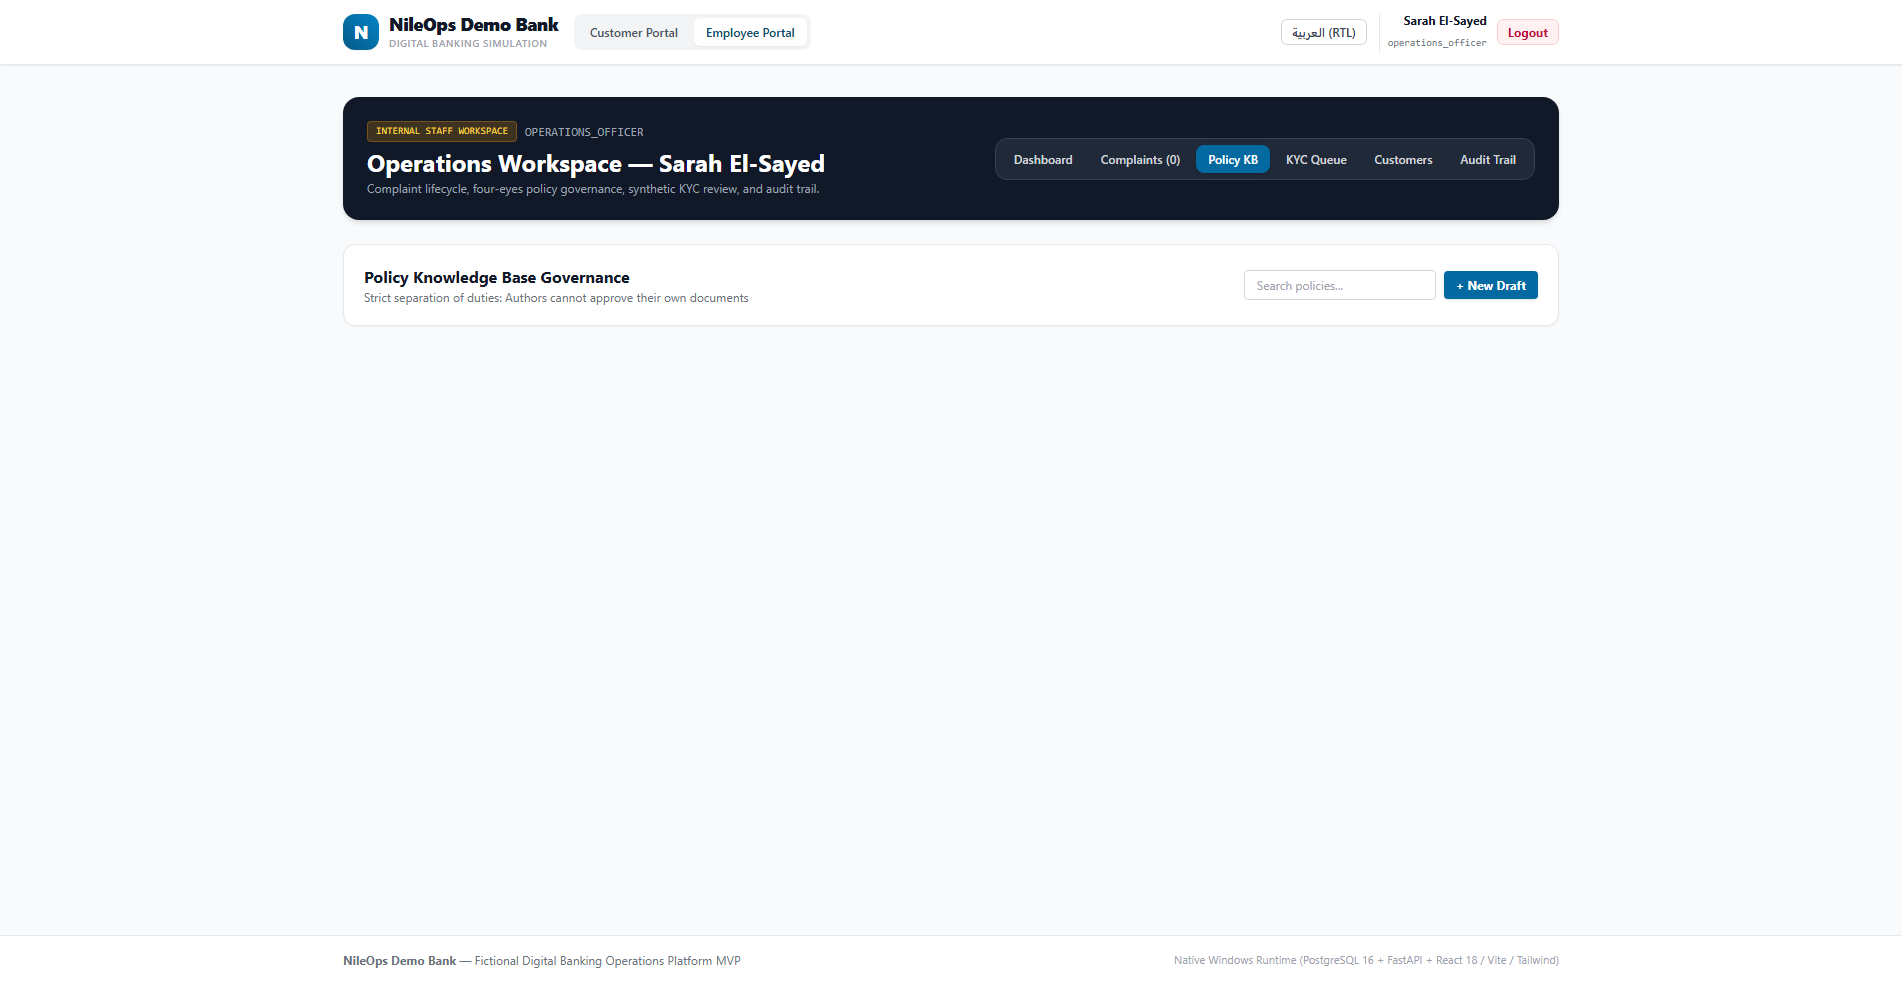 N
NileOps Demo Bank
DIGITAL BANKING SIMULATION
Customer Portal
Employee Portal
العربية (RTL)
Sarah El-Sayed
operations_officer
Logout
INTERNAL STAFF WORKSPACE
OPERATIONS_OFFICER
Operations Workspace — Sarah El-Sayed
Complaint lifecycle, four-eyes policy governance, synthetic KYC review, and audit trail.
Dashboard
Complaints (0)
Policy KB
KYC Queue
Customers
Audit Trail
Policy Knowledge Base Governance
Strict separation of duties: Authors cannot approve their own documents
Search policies...
+ New Draft
NileOps Demo Bank — Fictional Digital Banking Operations Platform MVP
Native Windows Runtime (PostgreSQL 16 + FastAPI + React 18 / Vite / Tailwind)